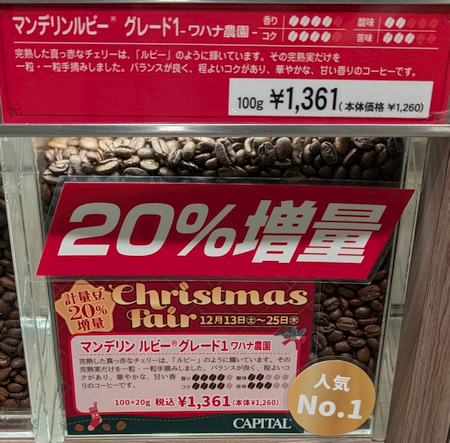 マンデリンルビー® グレード1-ワハナ農園-
香り 酸味
コク 苦味
完熟した真っ赤なチェリーは、「ルビー」のように輝いています。その完熟実だけを
一粒・一粒手摘みしました。バランスが良く、程よいコクがあり、華やかな、甘い香りのコーヒーです。
100g ¥1,361(本体価格 ¥1,260)
20%増量
計量豆
20%
増量
Christmas
Fair
12月13日土〜25日木
マンデリン ルビー®グレード1 ワハナ農園
完熟した真っ赤なチェリーは、「ルビー」のように輝いています。その
完熟実だけを一粒・一粒手摘みしました。バランスが良く、程よいコ
クがあり、華やかな、甘い香
りのコーヒーです。
香り 酸味
コク 苦味
100+20g 税込 ¥1,361(本体¥1,260)
CAPITAL
人気
No.1